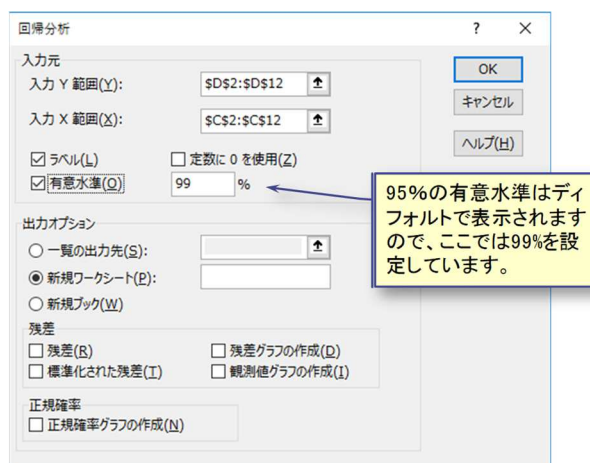 回帰分析
? ×
入力元
入力 Y 範囲(Y): $D$2:$D$12
入力 X 範囲(X): $C$2:$C$12
ラベル(L) 定数に 0 を使用(Z)
有意水準(O) 99 %
OK
キャンセル
ヘルプ(H)
95%の有意水準はディ
フォルトで表示されます
ので、ここでは99%を設
定しています。
出力オプション
一覧の出力先(S):
新規ワークシート(P):
新規ブック(W)
残差
残差(R) 残差グラフの作成(D)
標準化された残差(T) 観測値グラフの作成(I)
正規確率
正規確率グラフの作成(N)